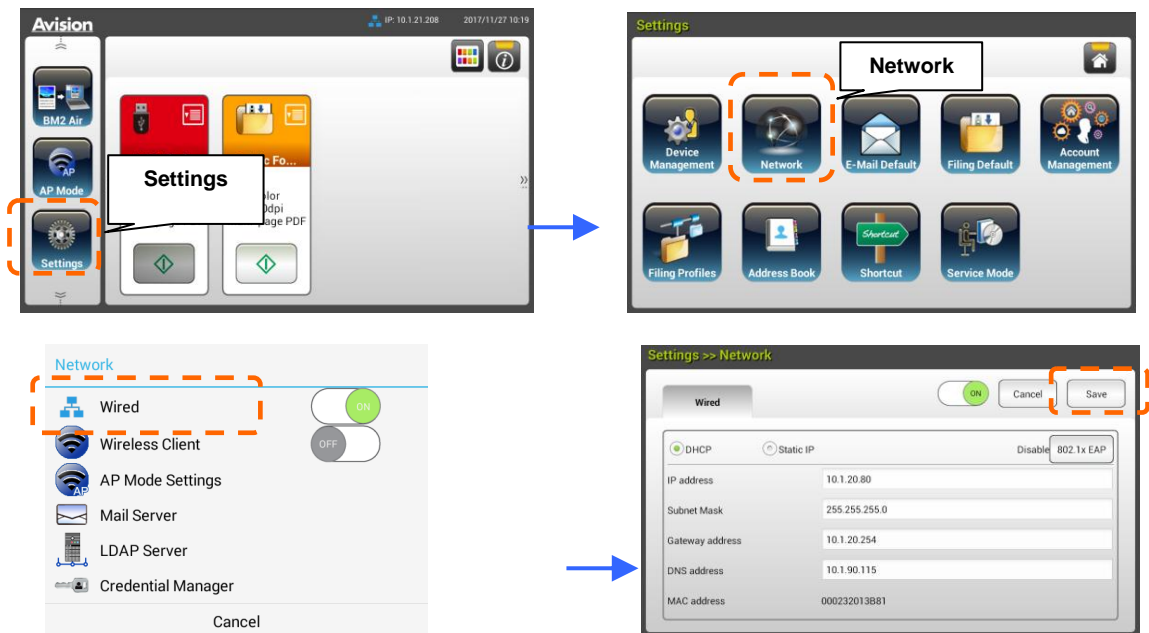 Avision
IP: 10.1.21.208 2017/11/27 10:19
BM2 Air
AP
AP Mode
Settings
Settings
c Fo...
olor
0dpi
age PDF
Settings
Network
Device Management
Network
E-Mail Default
Filing Default
Account Management
Filing Profiles
Address Book
Shortcut
Shortcut
Service Mode
Network
Wired ON
Wireless Client OFF
AP
AP Mode Settings
Mail Server
LDAP Server
Credential Manager
Cancel
Settings >> Network
Wired ON Cancel Save
DHCP Static IP Disable 802.1x EAP
IP address 10.1.20.80
Subnet Mask 255.255.255.0
Gateway address 10.1.20.254
DNS address 10.1.90.115
MAC address 000232013B81